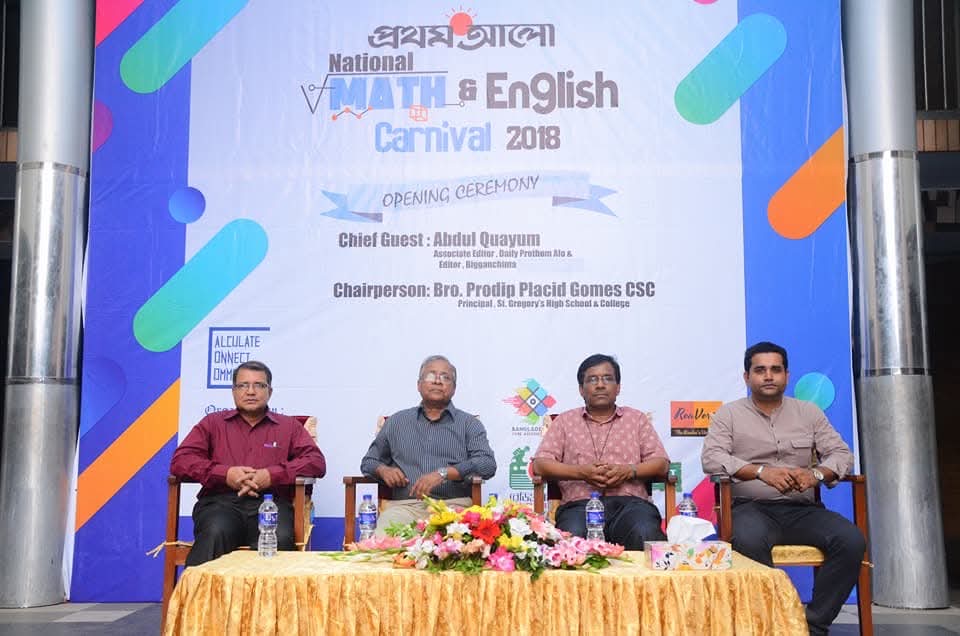 প্রথম আলো
National
MATH & English
Carnival 2018
OPENING CEREMONY
Chief Guest : Abdul Quayum
Associate Editor , Daily Prothom Alo &
Editor , Bigganchinta
Chairperson: Bro. Prodip Placid Gomes CSC
Principal , St. Gregory's High School & College
ALCULATE
ONNECT